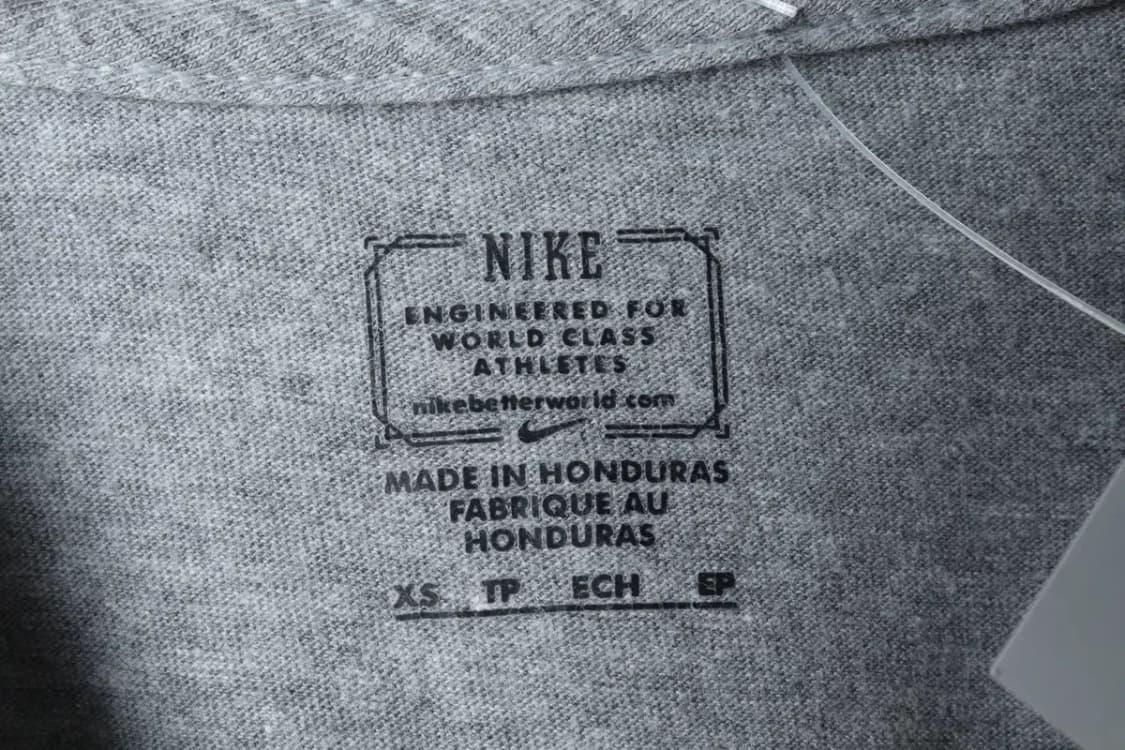 NIKE
ENGINEERED FOR
WORLD CLASS
ATHLETES
nikebetterworld.com
MADE IN HONDURAS
FABRIQUE AU
HONDURAS
XS TP ECH EP